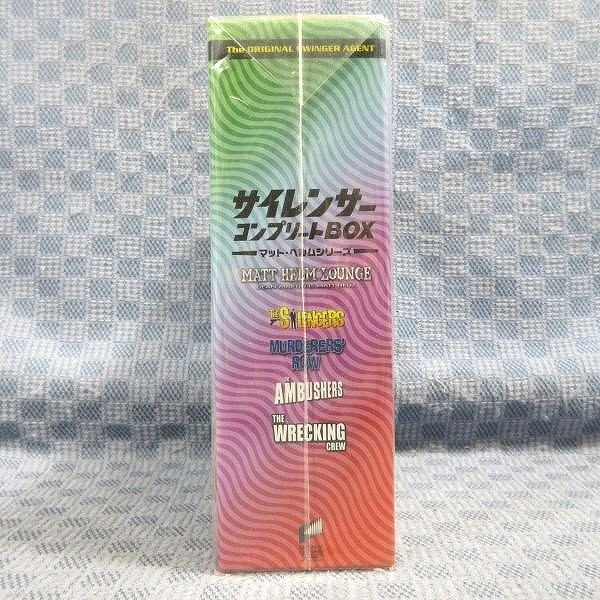 The ORIGINAL SWINGER AGENT
サイレンサー
コンプリートBOX
マット・ヘルムシリーズ
MATT HELM LOUNGE
THE SILENCERS
MURDERERS'
ROW
THE
AMBUSHERS
THE
WRECKING
CREW